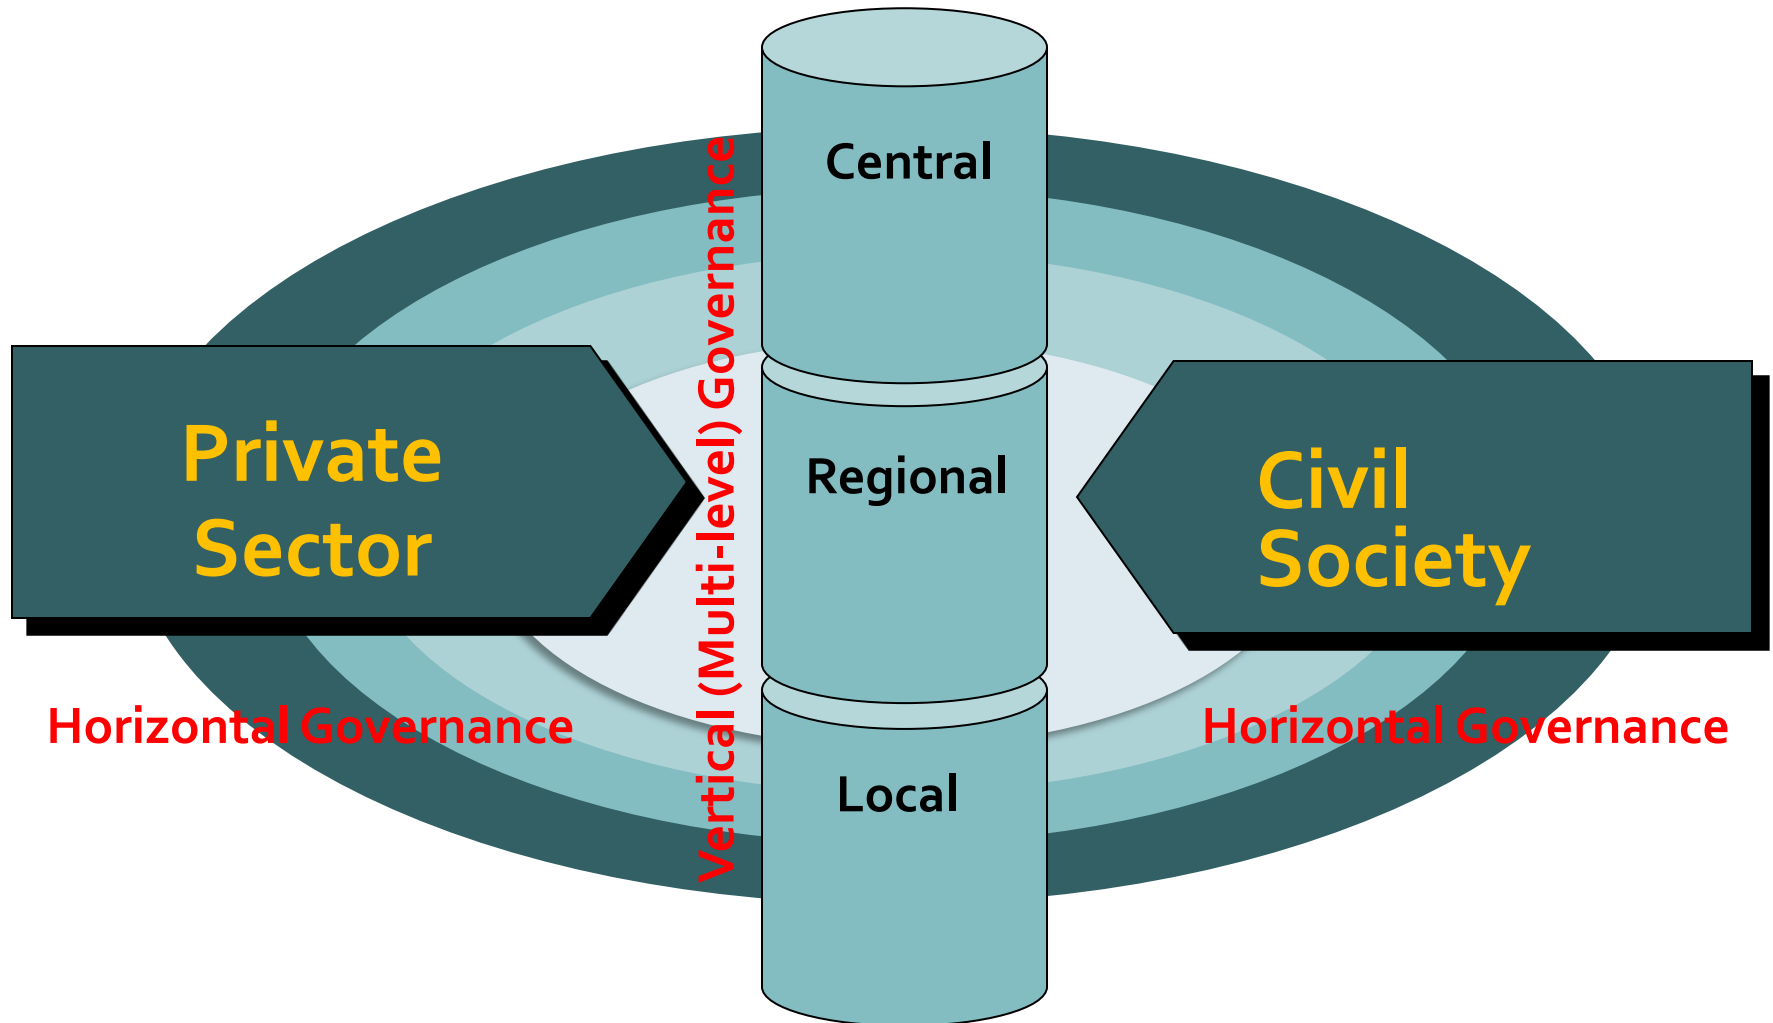 Central
Vertical (Multi-level) Governance
Private
Sector
Regional
Civil
Society
Horizontal Governance
Horizontal Governance
Local